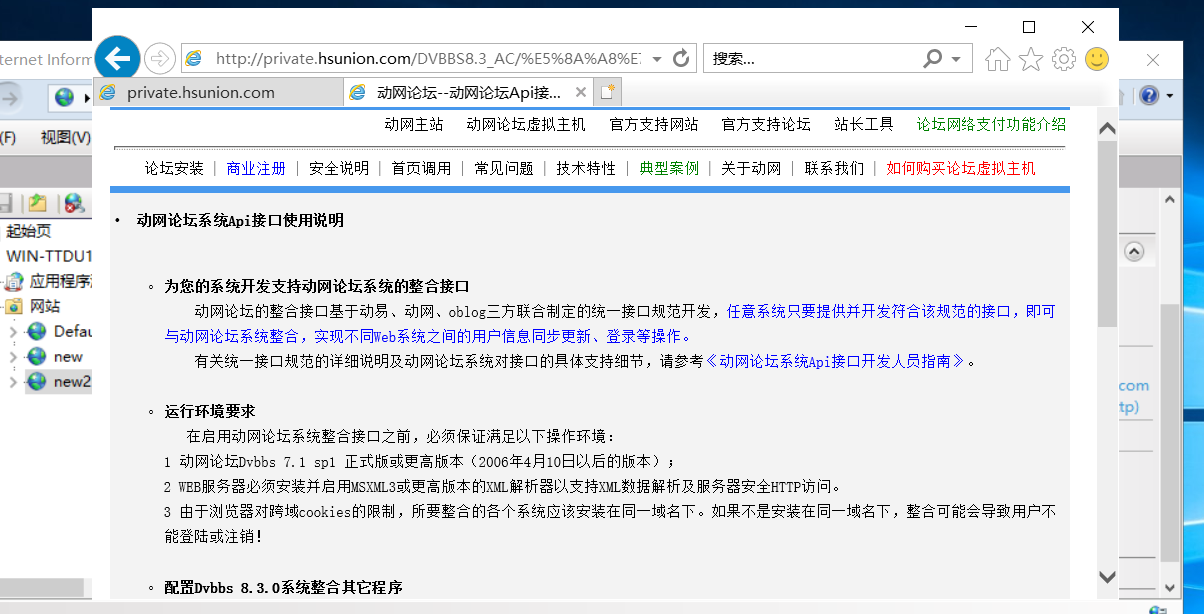 ternet Inform
http://private.hsunion.com/DVBBS8.3_AC/%E5%8A%A8%E7
搜索...
private.hsunion.com
动网论坛--动网论坛Api接...
(F) 视图(V)
动网主站 动网论坛虚拟主机 官方支持网站 官方支持论坛 站长工具 论坛网络支付功能介绍
论坛安装 | 商业注册 | 安全说明 | 首页调用 | 常见问题 | 技术特性 | 典型案例 | 关于动网 | 联系我们 | 如何购买论坛虚拟主机
起始页
WIN-TTDU1
应用程序池
网站
Defau
new
new2
• 动网论坛系统Api接口使用说明
◦ 为您的系统开发支持动网论坛系统的整合接口
动网论坛的整合接口基于动易、动网、oblog三方联合制定的统一接口规范开发，任意系统只要提供并开发符合该规范的接口，即可
与动网论坛系统整合，实现不同Web系统之间的用户信息同步更新、登录等操作。
有关统一接口规范的详细说明及动网论坛系统对接口的具体支持细节，请参考《动网论坛系统Api接口开发人员指南》。
◦ 运行环境要求
在启用动网论坛系统整合接口之前，必须保证满足以下操作环境：
1 动网论坛Dvbbs 7.1 sp1 正式版或更高版本（2006年4月10日以后的版本）；
2 WEB服务器必须安装并启用MSXML3或更高版本的XML解析器以支持XML数据解析及服务器安全HTTP访问。
3 由于浏览器对跨域cookies的限制，所要整合的各个系统应该安装在同一域名下。如果不是安装在同一域名下，整合可能会导致用户不
能登陆或注销！
◦ 配置Dvbbs 8.3.0系统整合其它程序
com
tp)